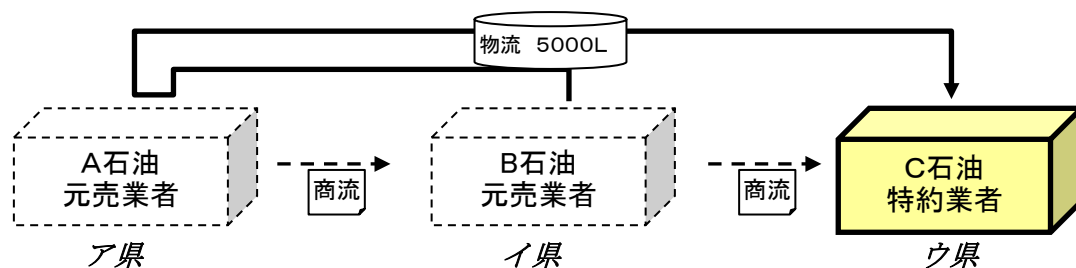 物流 5000L
A石油
元売業者
商流
B石油
元売業者
商流
C石油
特約業者
ア県
イ県
ウ県